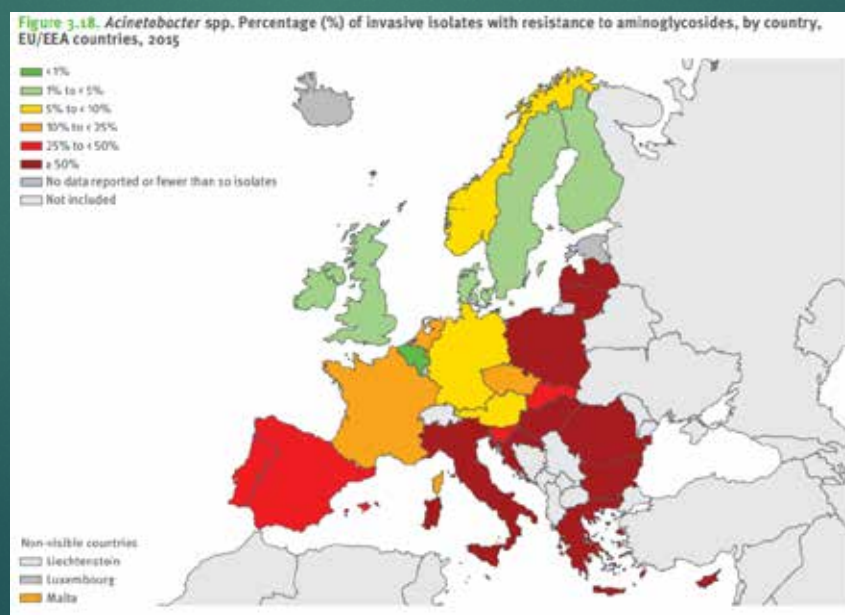 Figure 3.18. Acinetobacter spp. Percentage (%) of invasive isolates with resistance to aminoglycosides, by country,
EU/EEA countries, 2015
< 1%
1% to < 5%
5% to < 10%
10% to < 25%
25% to < 50%
≥ 50%
No data reported or fewer than 10 isolates
Not included
Non-visible countries
Liechtenstein
Luxembourg
Malta